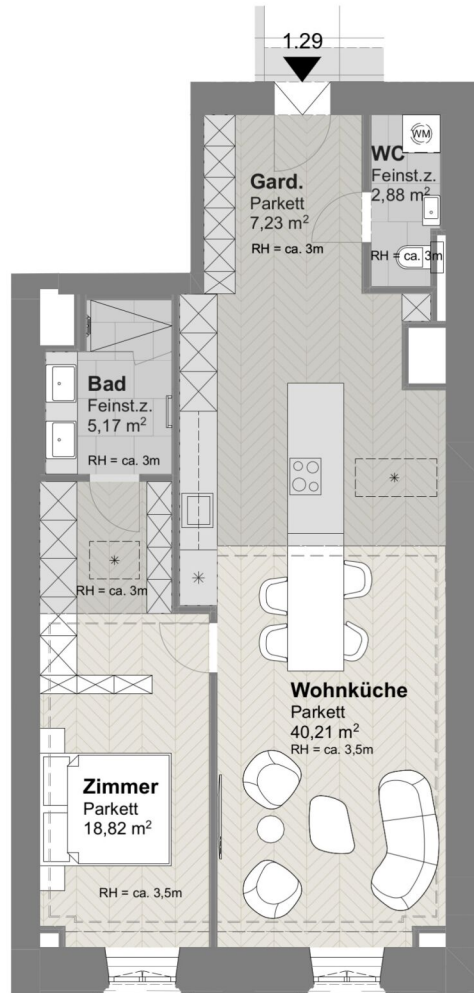 1.29
WM
WC
Feinst.z.
2,88 m²
RH = ca. 3m
Gard.
Parkett
7,23 m²
RH = ca. 3m
Bad
Feinst.z.
5,17 m²
RH = ca. 3m
RH = ca. 3m
Wohnküche
Parkett
40,21 m²
RH = ca. 3,5m
Zimmer
Parkett
18,82 m²
RH = ca. 3,5m